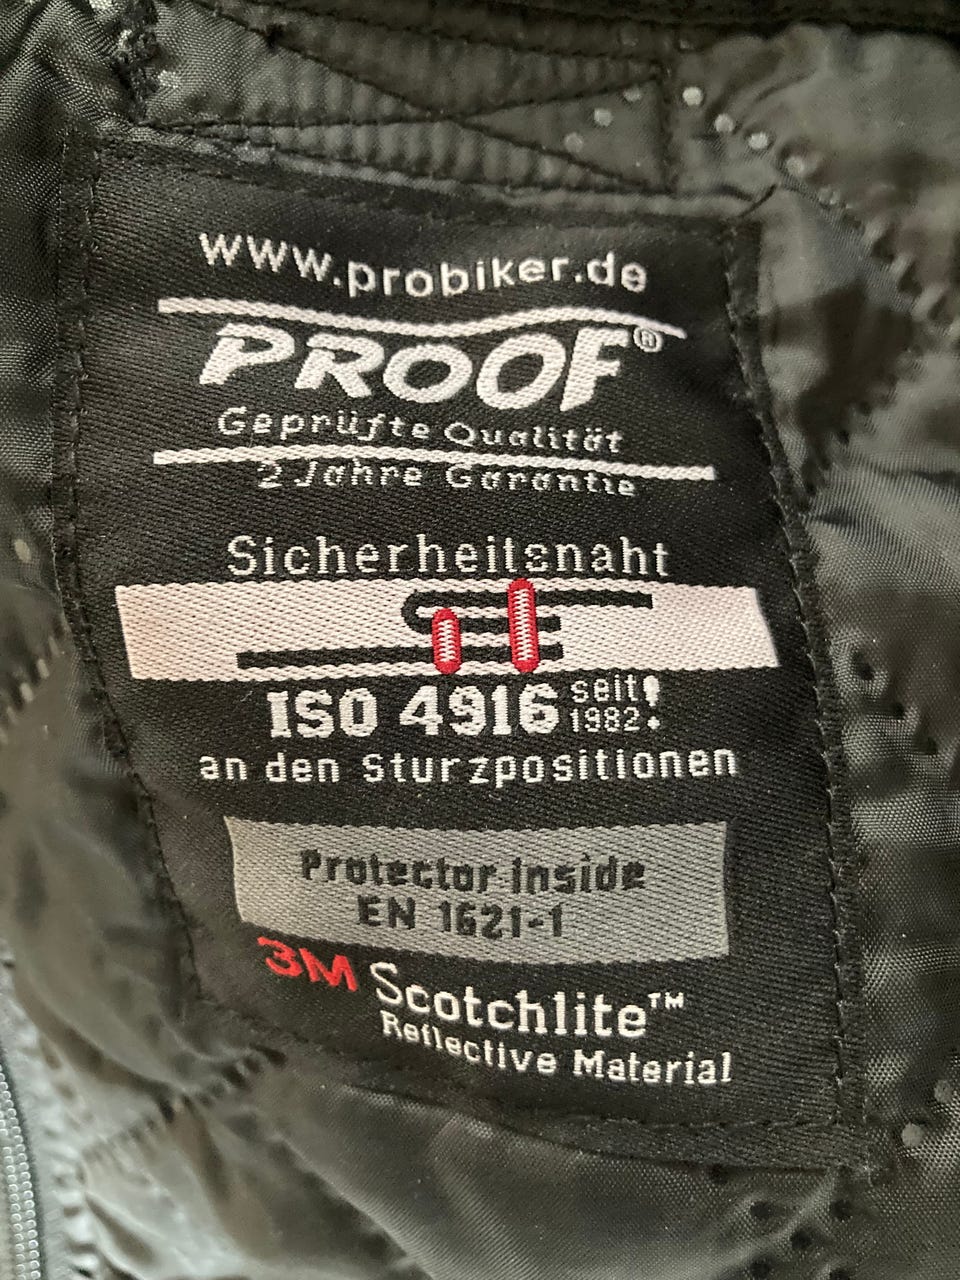 www.probiker.de
PROOF®
Geprüfte Qualität
2 Jahre Garantie
Sicherheitsnaht
ISO 4916 seit 1982!
an den Sturzpositionen
Protector inside
EN 1621-1
3M Scotchlite™
Reflective Material